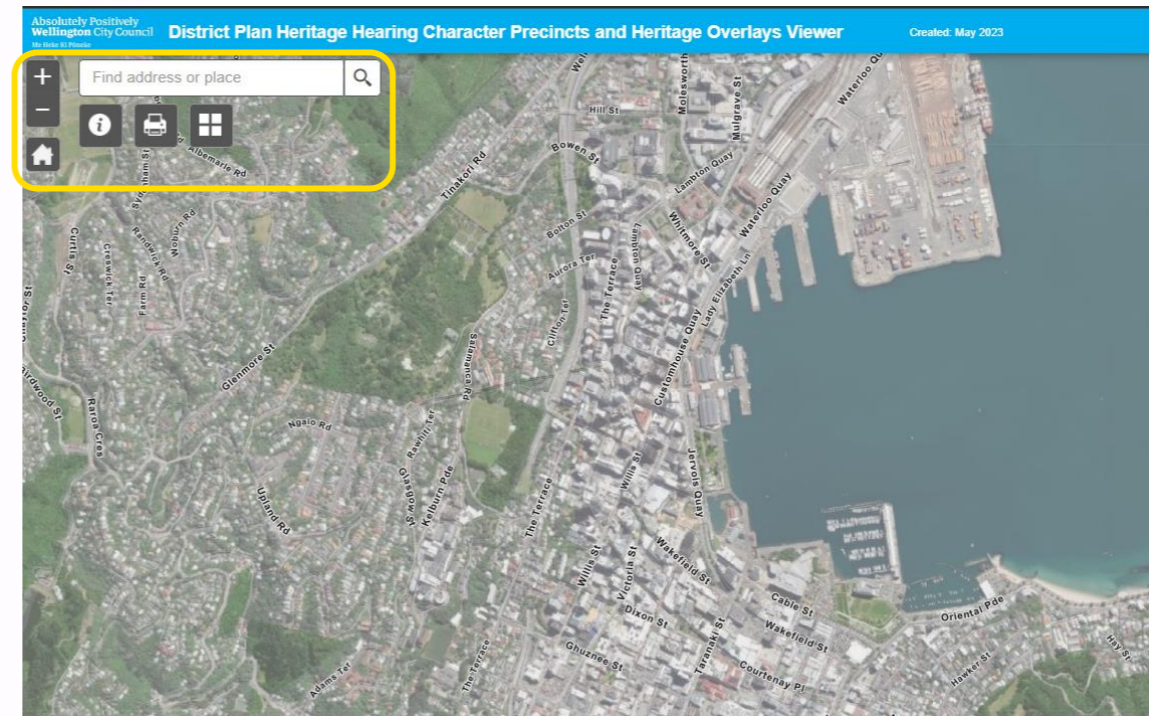 Absolutely Positively
Wellington City Council
Me Heke Ki Pōneke
District Plan Heritage Hearing Character Precincts and Heritage Overlays Viewer
Created: May 2023
+
Find address or place
−
i
Hill St
Molesworth
Mulgrave St
Waterloo Qu
Albemarle Rd
Sydenham St
Bowen St
Tinakori Rd
Lambton Quay
Waterloo Quay
Bolton St
Whitmore St
Lambton Quay
Curtis St
Creswick Ter
Randwick Rd
Moburn Rd
Farm Rd
Aurora Ter
The Terrace
Lady Elizabeth Ln
Clifton Ter
Salamanca Rd
Customhouse Quay
Glenmore St
Raroa Cres
Ngaio Rd
Rawhiti Ter
Glasgow St
Kelburn Pde
Upland Rd
Willis St
Jervois Quay
The Terrace
Willis St
Victoria St
Wakefield St
Dixon St
Cable St
Oriental Pde
Wakefield St
Taranaki St
Ghuznee St
Courtenay Pl
Hawker St
Hay St
Adams Ter
The Terrace